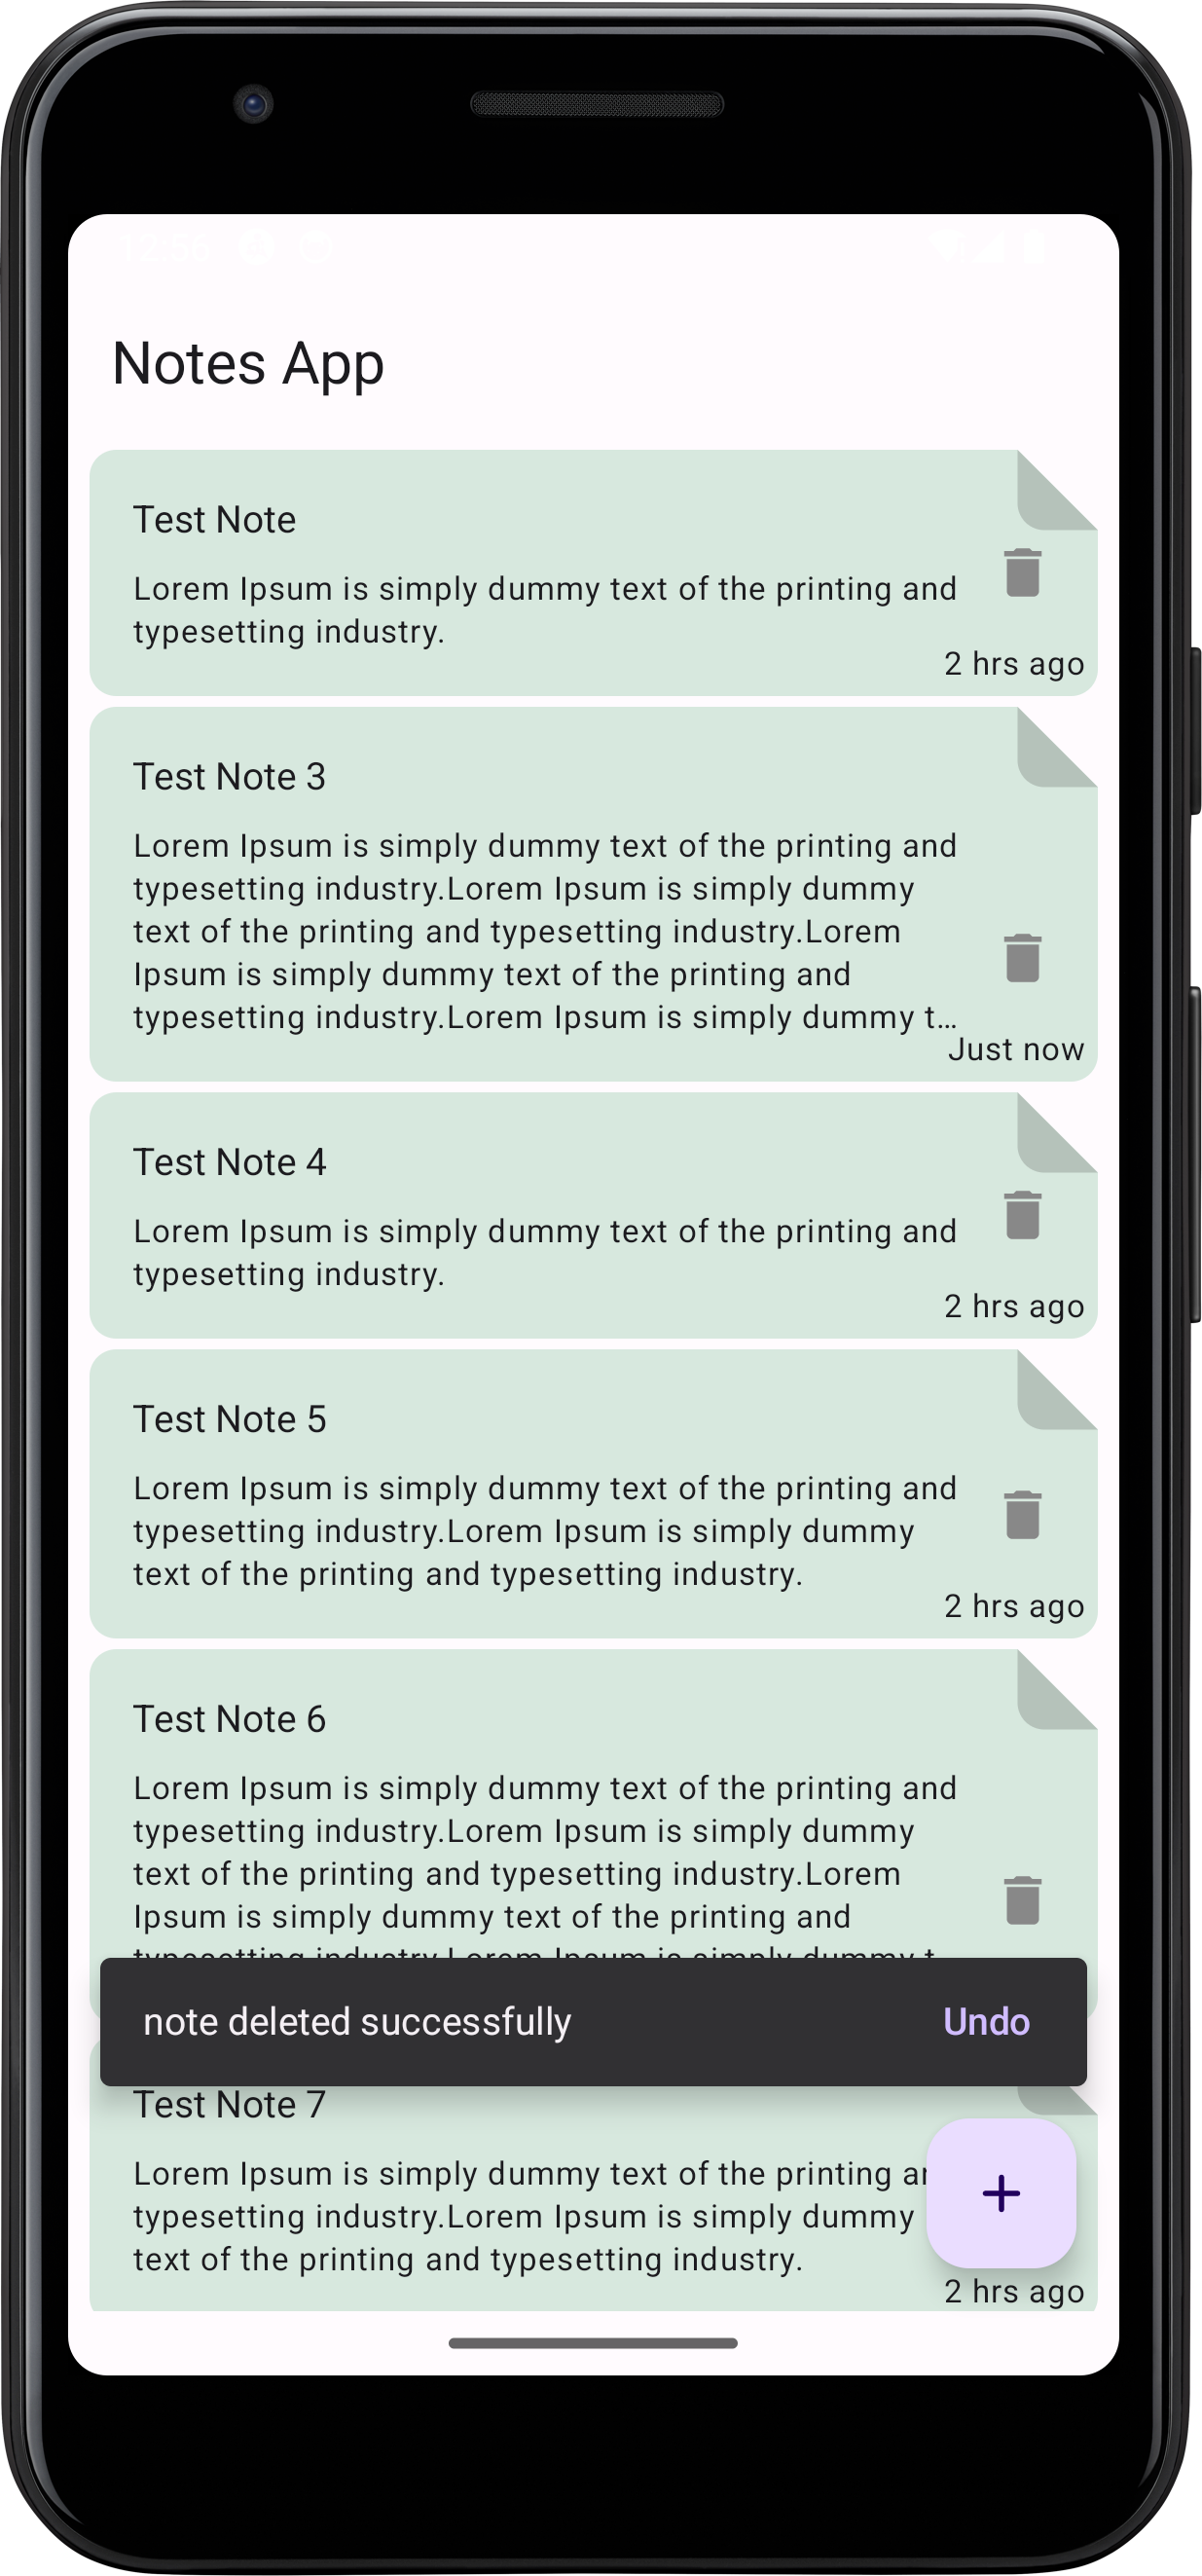 Notes App
Test Note
Lorem Ipsum is simply dummy text of the printing and
typesetting industry.
2 hrs ago
Test Note 3
Lorem Ipsum is simply dummy text of the printing and
typesetting industry.Lorem Ipsum is simply dummy
text of the printing and typesetting industry.Lorem
Ipsum is simply dummy text of the printing and
typesetting industry.Lorem Ipsum is simply dummy t…
Just now
Test Note 4
Lorem Ipsum is simply dummy text of the printing and
typesetting industry.
2 hrs ago
Test Note 5
Lorem Ipsum is simply dummy text of the printing and
typesetting industry.Lorem Ipsum is simply dummy
text of the printing and typesetting industry.
2 hrs ago
Test Note 6
Lorem Ipsum is simply dummy text of the printing and
typesetting industry.Lorem Ipsum is simply dummy
text of the printing and typesetting industry.Lorem
Ipsum is simply dummy text of the printing and
typesetting industry.Lorem Ipsum is simply dummy t
note deleted successfully Undo
Test Note 7
Lorem Ipsum is simply dummy text of the printing
typesetting industry.Lorem Ipsum is simply dummy
text of the printing and typesetting industry.
2 hrs ago